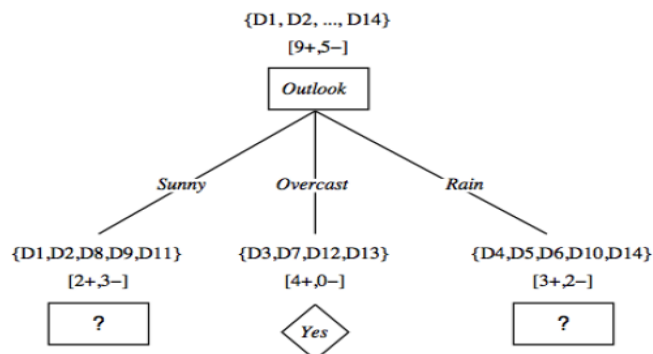 {D1, D2, ..., D14}
[9+,5−]
Outlook
Sunny Overcast Rain
{D1,D2,D8,D9,D11} {D3,D7,D12,D13} {D4,D5,D6,D10,D14}
[2+,3−] [4+,0−] [3+,2−]
? Yes ?